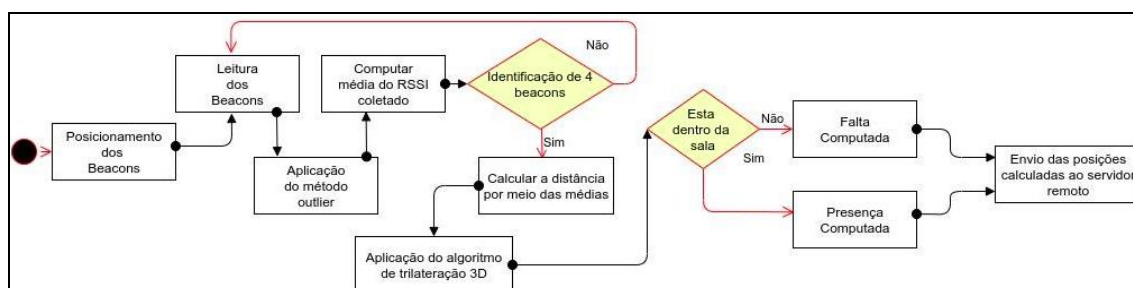 Posicionamento
dos
Beacons
Leitura
dos
Beacons
Aplicação
do método
outlier
Computar
média do RSSI
coletado
Identificação de 4
beacons
Não
Sim
Calcular a distância
por meio das médias
Aplicação do algoritmo
de trilateração 3D
Esta
dentro da
sala
Não
Sim
Falta
Computada
Presença
Computada
Envio das posições
calculadas ao servidor
remoto